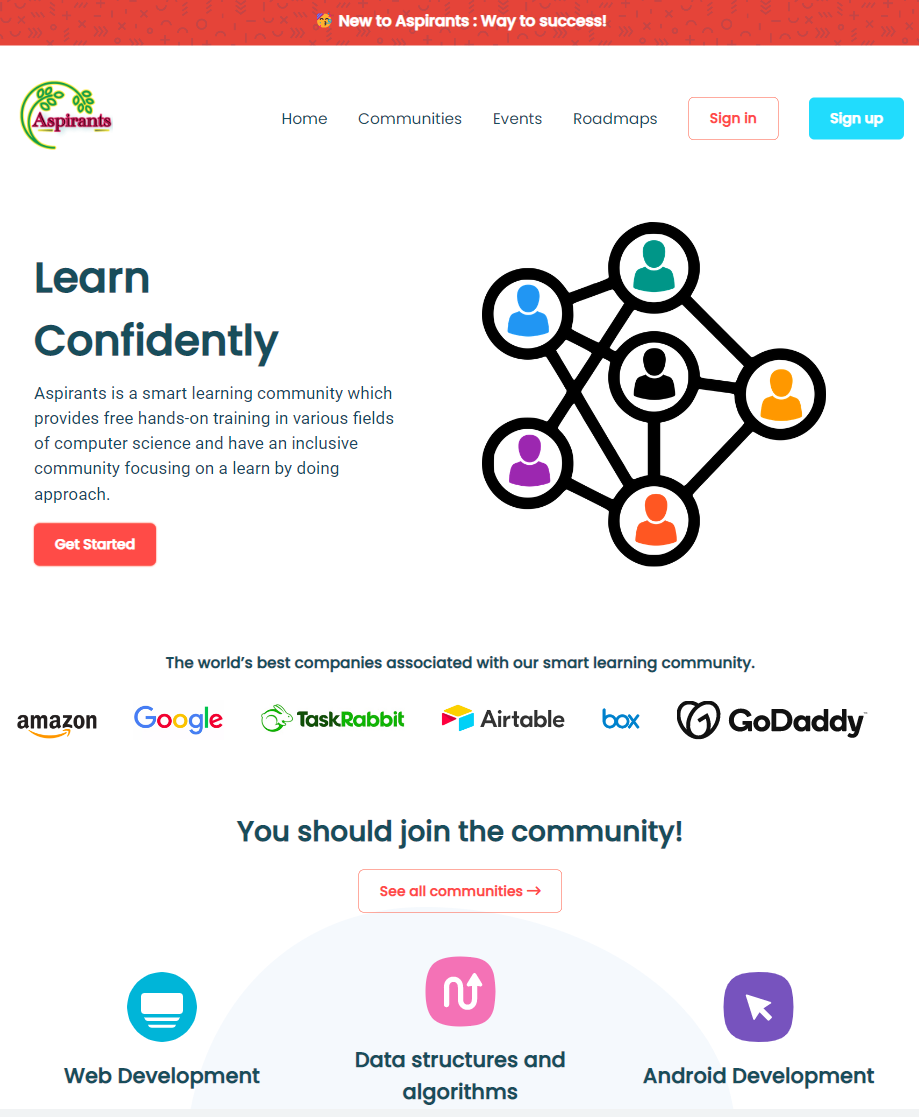 🥳 New to Aspirants : Way to success!
Aspirants
Home
Communities
Events
Roadmaps
Sign in
Sign up
Learn
Confidently
Aspirants is a smart learning community which
provides free hands-on training in various fields
of computer science and have an inclusive
community focusing on a learn by doing
approach.
Get Started
The world’s best companies associated with our smart learning community.
amazon
Google
TaskRabbit
Airtable
box
GoDaddy
You should join the community!
See all communities →
Web Development
Data structures and
algorithms
Android Development